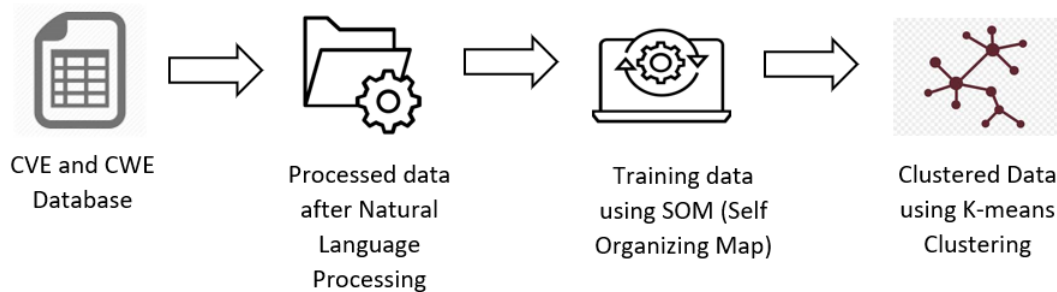 CVE and CWE
Database
Processed data
after Natural
Language
Processing
Training data
using SOM (Self
Organizing Map)
Clustered Data
using K-means
Clustering